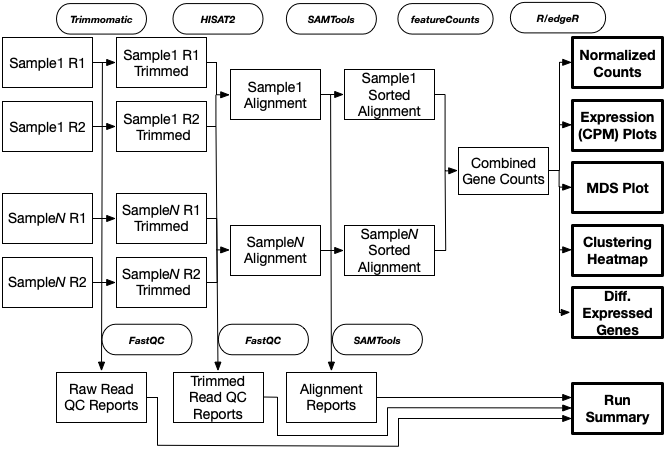 Trimmomatic
HISAT2
SAMTools
featureCounts
R/edgeR
Sample1 R1
Sample1 R1
Trimmed
Sample1 R2
Sample1 R2
Trimmed
Sample1
Alignment
Sample1
Sorted
Alignment
SampleN R1
SampleN R1
Trimmed
SampleN R2
SampleN R2
Trimmed
SampleN
Alignment
SampleN
Sorted
Alignment
Combined
Gene Counts
Normalized
Counts
Expression
(CPM) Plots
MDS Plot
Clustering
Heatmap
Diff.
Expressed
Genes
FastQC
FastQC
SAMTools
Raw Read
QC Reports
Trimmed
Read QC
Reports
Alignment
Reports
Run
Summary